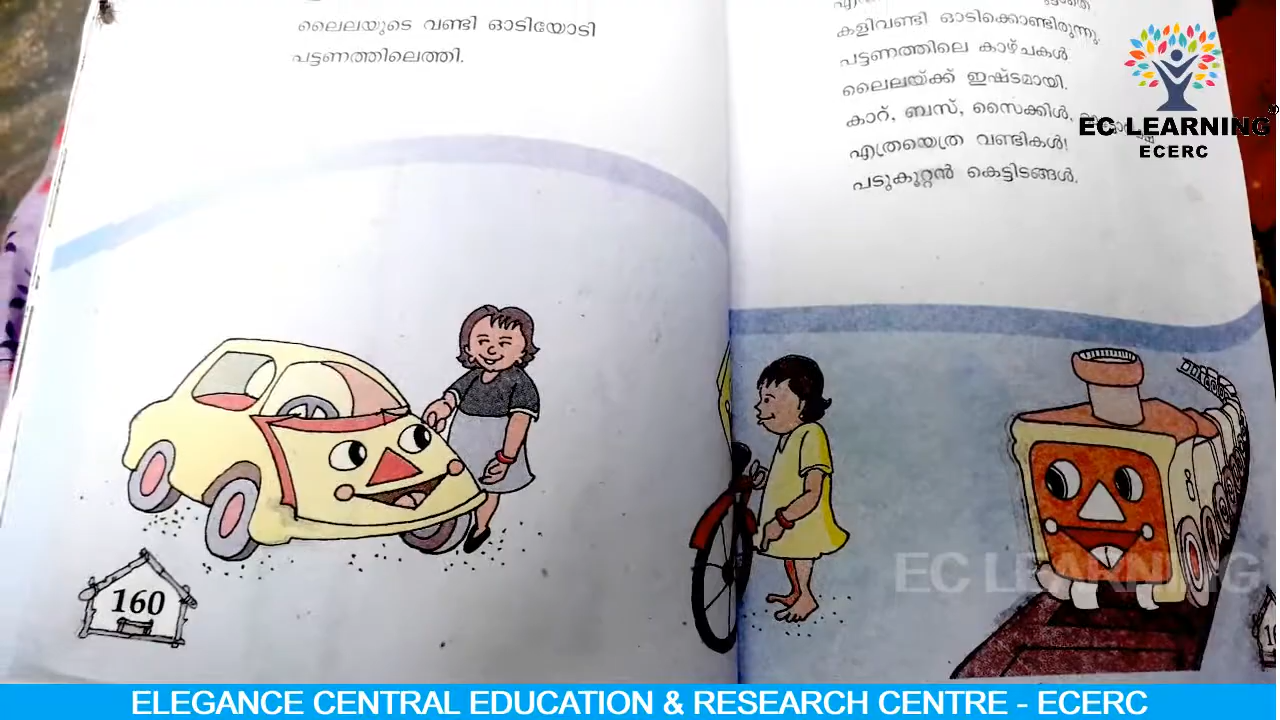 ലൈലയുടെ വണ്ടി ഓടിയോടി
പട്ടണത്തിലെത്തി.
160
കളിവണ്ടി ഓടിക്കൊണ്ടിരുന്നു.
പട്ടണത്തിലെ കാഴ്ചകൾ
ലൈലയ്ക്ക് ഇഷ്ടമായി.
കാറ്, ബസ്, സൈക്കിൾ,
എത്രയെത്ര വണ്ടികൾ!
പടുകൂറ്റൻ കെട്ടിടങ്ങൾ.
EC LEARNING
ECERC
EC LEARNING
ELEGANCE CENTRAL EDUCATION & RESEARCH CENTRE - ECERC